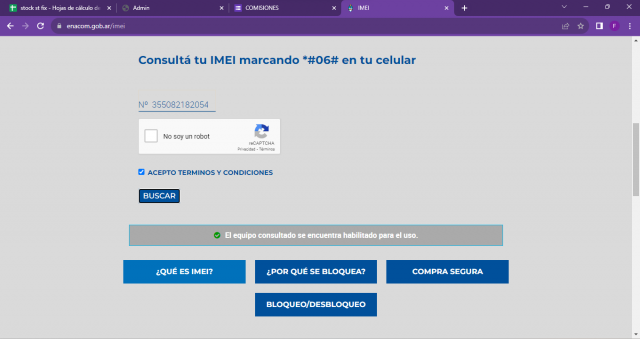 stock st fix - Hojas de cálculo de
Admin
COMISIONES
IMEI
enacom.gob.ar/imei
F
Consultá tu IMEI marcando *#06# en tu celular
Nº 355082182054
No soy un robot
reCAPTCHA
Privacidad - Términos
ACEPTO TERMINOS Y CONDICIONES
BUSCAR
El equipo consultado se encuentra habilitado para el uso.
¿QUÉ ES IMEI?
¿POR QUÉ SE BLOQUEA?
COMPRA SEGURA
BLOQUEO/DESBLOQUEO